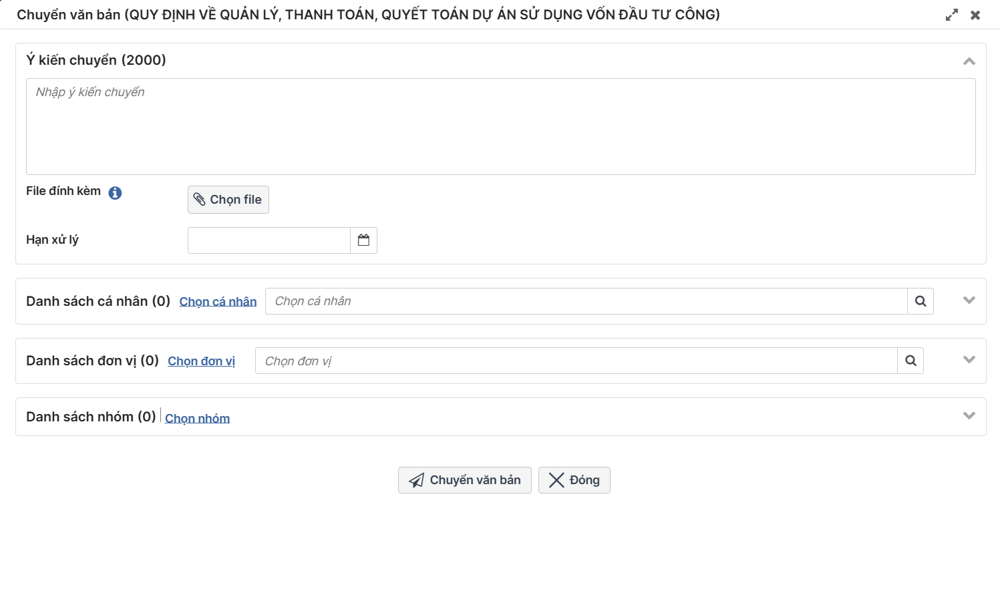 Chuyển văn bản (QUY ĐỊNH VỀ QUẢN LÝ, THANH TOÁN, QUYẾT TOÁN DỰ ÁN SỬ DỤNG VỐN ĐẦU TƯ CÔNG)
Ý kiến chuyển (2000)
Nhập ý kiến chuyển
File đính kèm
Chọn file
Hạn xử lý
Danh sách cá nhân (0) Chọn cá nhân Chọn cá nhân
Danh sách đơn vị (0) Chọn đơn vị Chọn đơn vị
Danh sách nhóm (0) Chọn nhóm
Chuyển văn bản Đóng